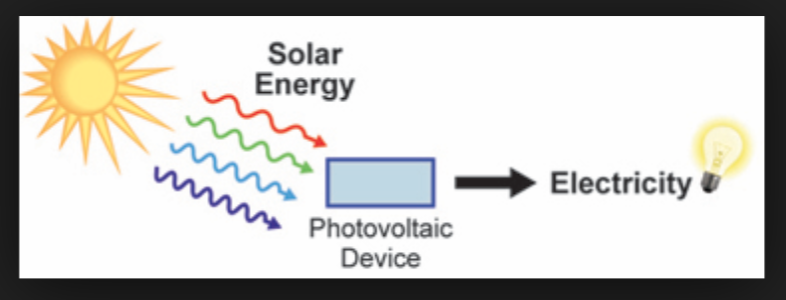 Solar
Energy
Electricity
Photovoltaic
Device